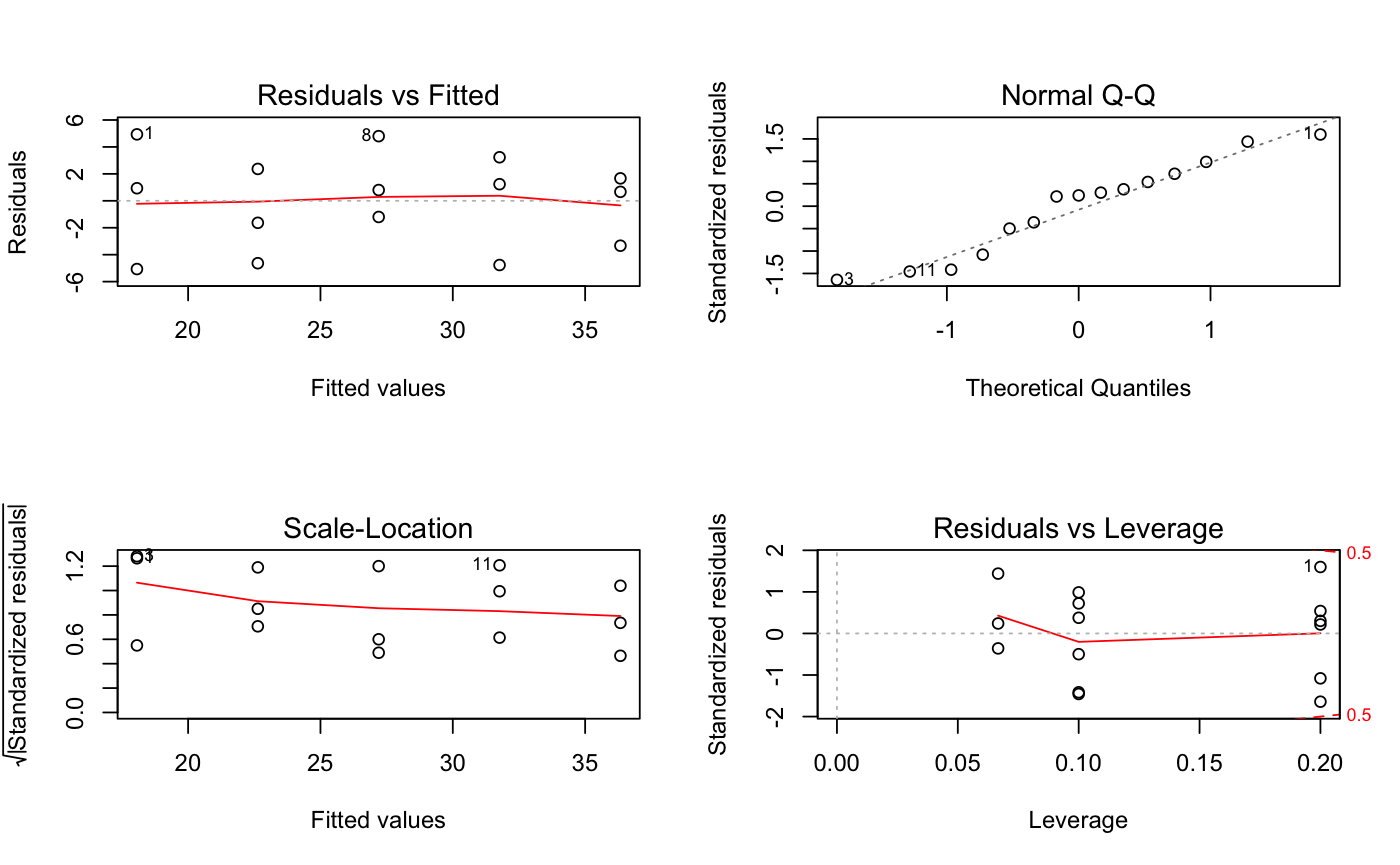 Residuals vs Fitted
Residuals
6
2
-2
-6
1
8
20 25 30 35
Fitted values
Normal Q-Q
Standardized residuals
1.5
0.0
-1.5
1
11
3
-1 0 1
Theoretical Quantiles
Scale-Location
√|Standardized residuals|
1.2
0.6
0.0
3
11
20 25 30 35
Fitted values
Residuals vs Leverage
Standardized residuals
2
1
0
-1
-2
1
0.5
0.5
0.00 0.05 0.10 0.15 0.20
Leverage